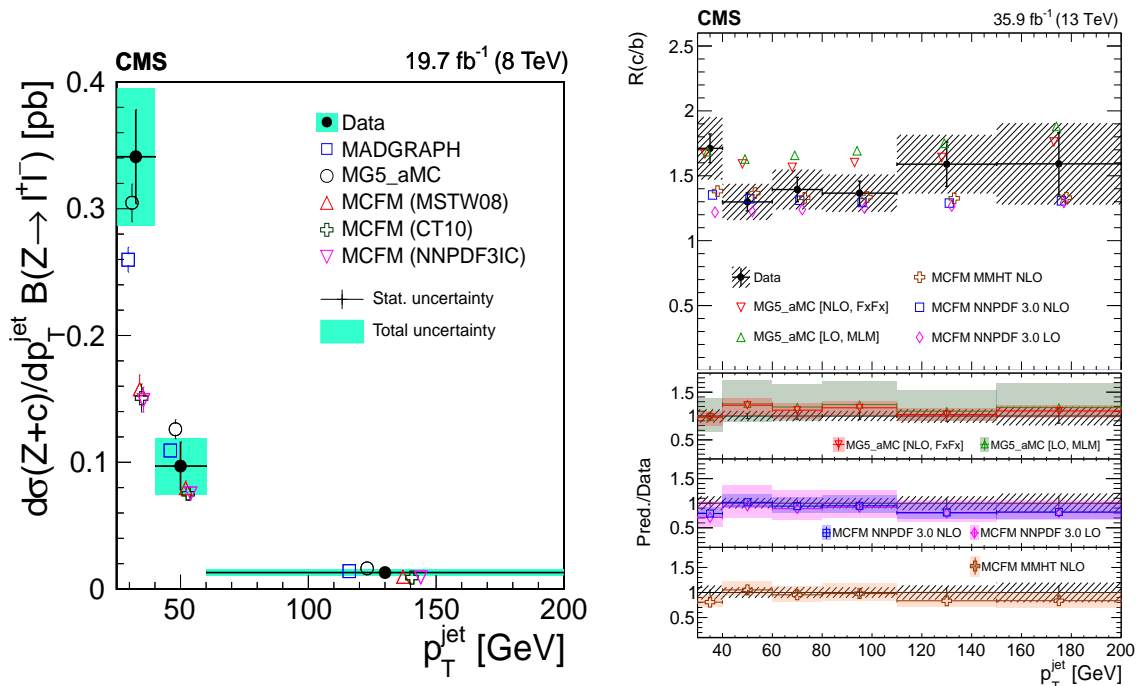 CMS
19.7 fb⁻¹ (8 TeV)
dσ(Z+c)/dp_T^jet B(Z → l⁺l⁻) [pb]
0.4
0.3
0.2
0.1
0
Data
MADGRAPH
MG5_aMC
MCFM (MSTW08)
MCFM (CT10)
MCFM (NNPDF3IC)
Stat. uncertainty
Total uncertainty
50 100 150 200
p_T^jet [GeV]
CMS
35.9 fb⁻¹ (13 TeV)
R(c/b)
2.5
2
1.5
1
0.5
Data
MG5_aMC [NLO, FxFx]
MG5_aMC [LO, MLM]
MCFM MMHT NLO
MCFM NNPDF 3.0 NLO
MCFM NNPDF 3.0 LO
Pred./Data
1.5
1
0.5
MG5_aMC [NLO, FxFx]
MG5_aMC [LO, MLM]
1.5
1
0.5
MCFM NNPDF 3.0 NLO
MCFM NNPDF 3.0 LO
1.5
1
0.5
MCFM MMHT NLO
40 60 80 100 120 140 160 180 200
p_T^jet [GeV]